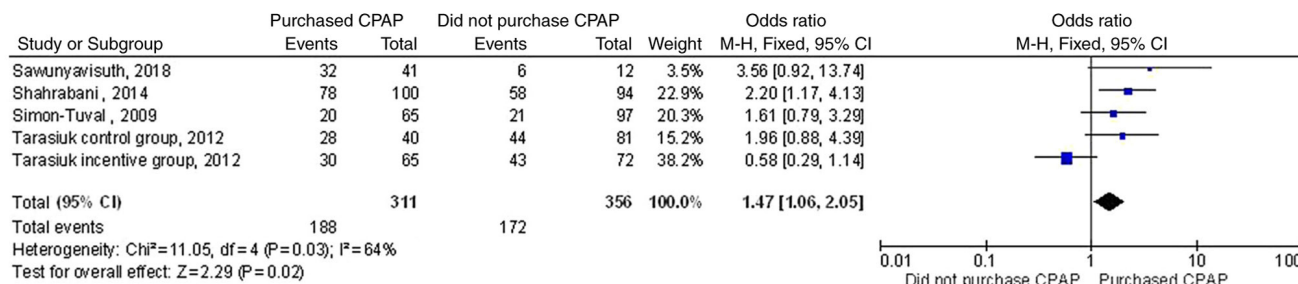 Purchased CPAP Did not purchase CPAP Odds ratio Odds ratio
Study or Subgroup Events Total Events Total Weight M-H, Fixed, 95% CI M-H, Fixed, 95% CI
Sawunyavisuth, 2018 32 41 6 12 3.5% 3.56 [0.92, 13.74]
Shahrabani, 2014 78 100 58 94 22.9% 2.20 [1.17, 4.13]
Simon-Tuval, 2009 20 65 21 97 20.3% 1.61 [0.79, 3.29]
Tarasiuk control group, 2012 28 40 44 81 15.2% 1.96 [0.88, 4.39]
Tarasiuk incentive group, 2012 30 65 43 72 38.2% 0.58 [0.29, 1.14]
Total (95% CI) 311 356 100.0% 1.47 [1.06, 2.05]
Total events 188 172
Heterogeneity: Chi²=11.05, df=4 (P=0.03); I²=64%
Test for overall effect: Z=2.29 (P=0.02)
0.01 0.1 1 10 100
Did not purchase CPAP Purchased CPAP